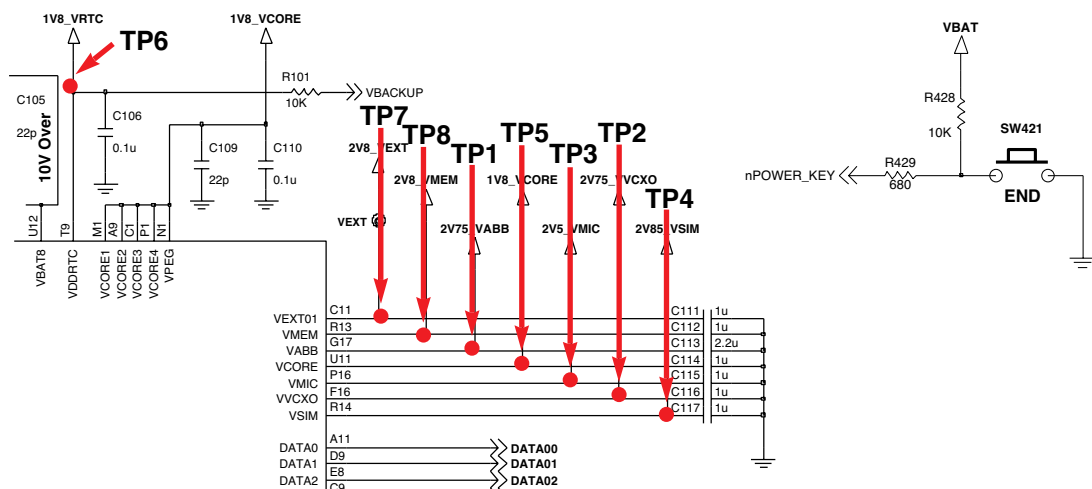 1V8_VRTC
1V8_VCORE
VBAT
TP6
R101
10K
VBACKUP
C105
22p
10V Over
C106
0.1u
C109
22p
C110
0.1u
TP7
TP8
TP1
TP5
TP3
TP2
TP4
2V8_VEXT
2V8_VMEM
1V8_VCORE
2V75_VVCXO
VEXT
2V75_VABB
2V5_VMIC
2V85_VSIM
R428
10K
SW421
nPOWER_KEY
R429
680
END
U12
T9
M1
A9
C1
P1
N1
VBAT8
VDDRTC
VCORE1
VCORE2
VCORE3
VCORE4
VPEG
VEXT01 C11 C111 1u
VMEM R13 C112 1u
VABB G17 C113 2.2u
VCORE U11 C114 1u
VMIC P16 C115 1u
VVCXO F16 C116 1u
VSIM R14 C117 1u
DATA0 A11 DATA00
DATA1 D9 DATA01
DATA2 E8 DATA02
C9